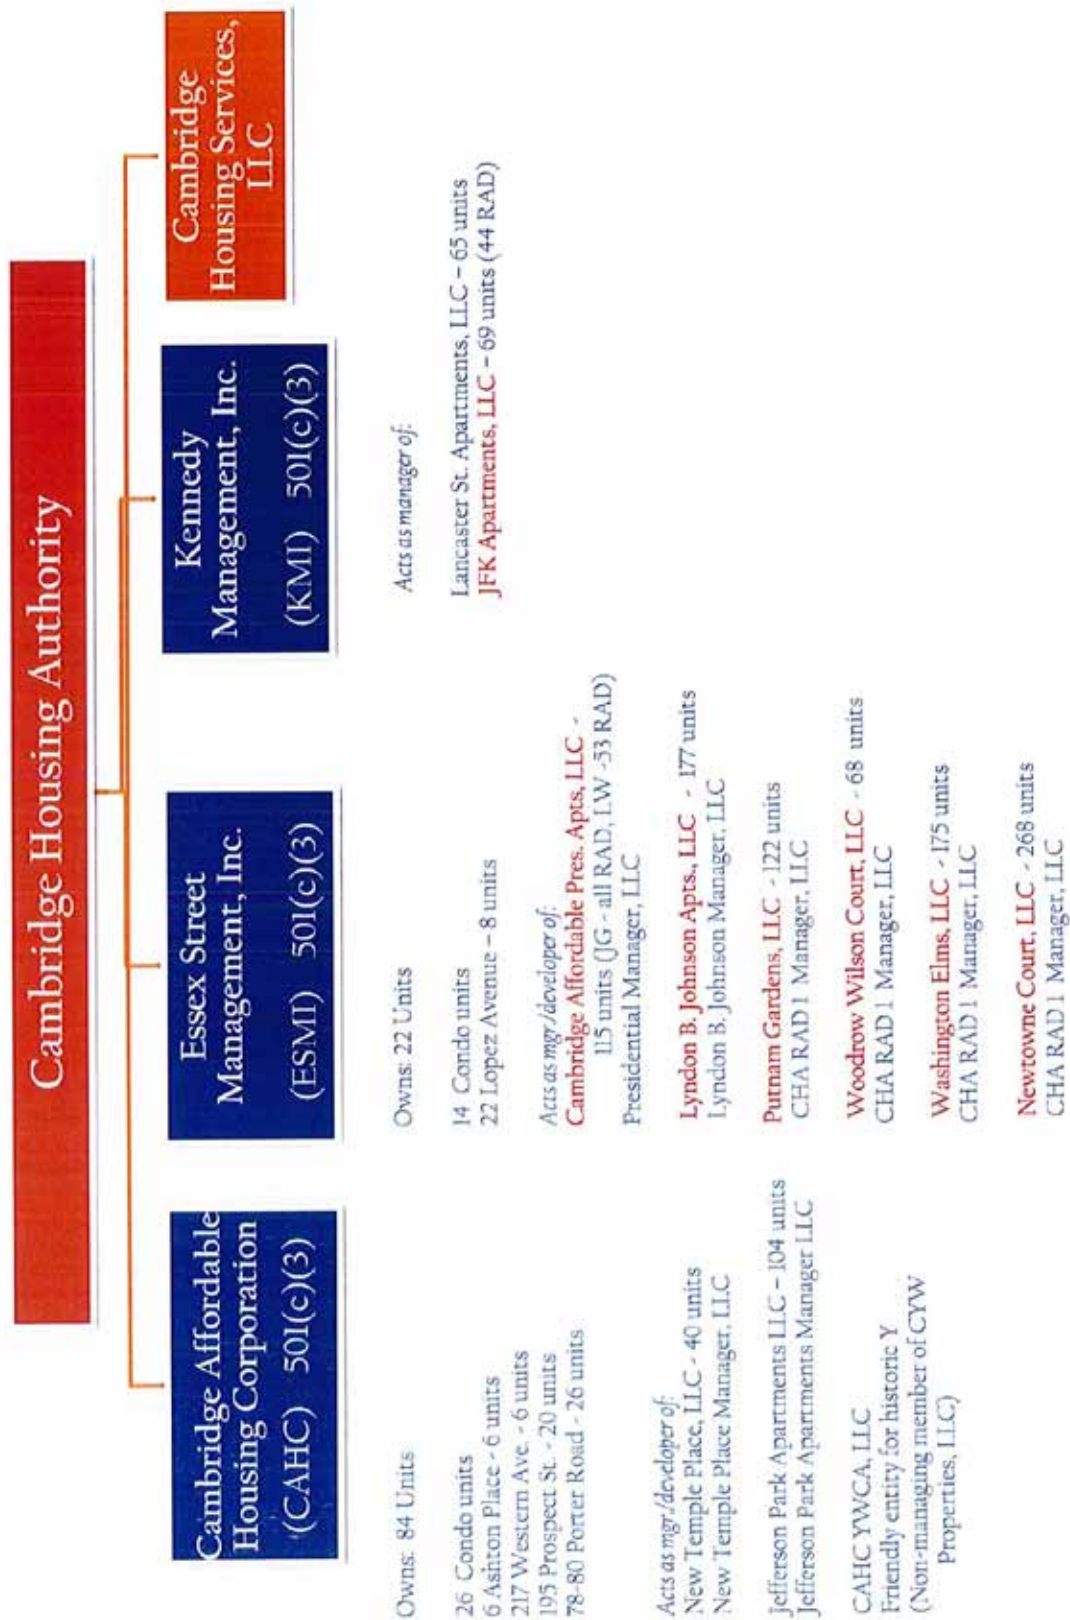 Cambridge Housing Authority
Cambridge Affordable
Housing Corporation
(CAHC) 501(c)(3)
Owns: 84 Units
26 Condo units
6 Ashton Place - 6 units
217 Western Ave. - 6 units
195 Prospect St. - 20 units
78-80 Porter Road - 26 units
Acts as mgr/developer of:
New Temple Place, LLC - 40 units
New Temple Place Manager, LLC
Jefferson Park Apartments LLC – 104 units
Jefferson Park Apartments Manager LLC
CAHC YWCA, LLC
Friendly entity for historic Y
(Non-managing member of CYW
Properties, LLC)
Essex Street
Management, Inc.
(ESMI) 501(c)(3)
Owns: 22 Units
14 Condo units
22 Lopez Avenue – 8 units
Acts as mgr/developer of:
Cambridge Affordable Pres. Apts, LLC -
115 units (JG - all RAD, LW -53 RAD)
Presidential Manager, LLC
Lyndon B. Johnson Apts., LLC - 177 units
Lyndon B. Johnson Manager, LLC
Putnam Gardens, LLC - 122 units
CHA RAD I Manager, LLC
Woodrow Wilson Court, LLC - 68 units
CHA RAD I Manager, LLC
Washington Elms, LLC - 175 units
CHA RAD I Manager, LLC
Newtowne Court, LLC - 268 units
CHA RAD I Manager, LLC
Kennedy
Management, Inc.
(KMI) 501(c)(3)
Acts as manager of:
Lancaster St. Apartments, LLC – 65 units
JFK Apartments, LLC – 69 units (44 RAD)
Cambridge
Housing Services,
LLC